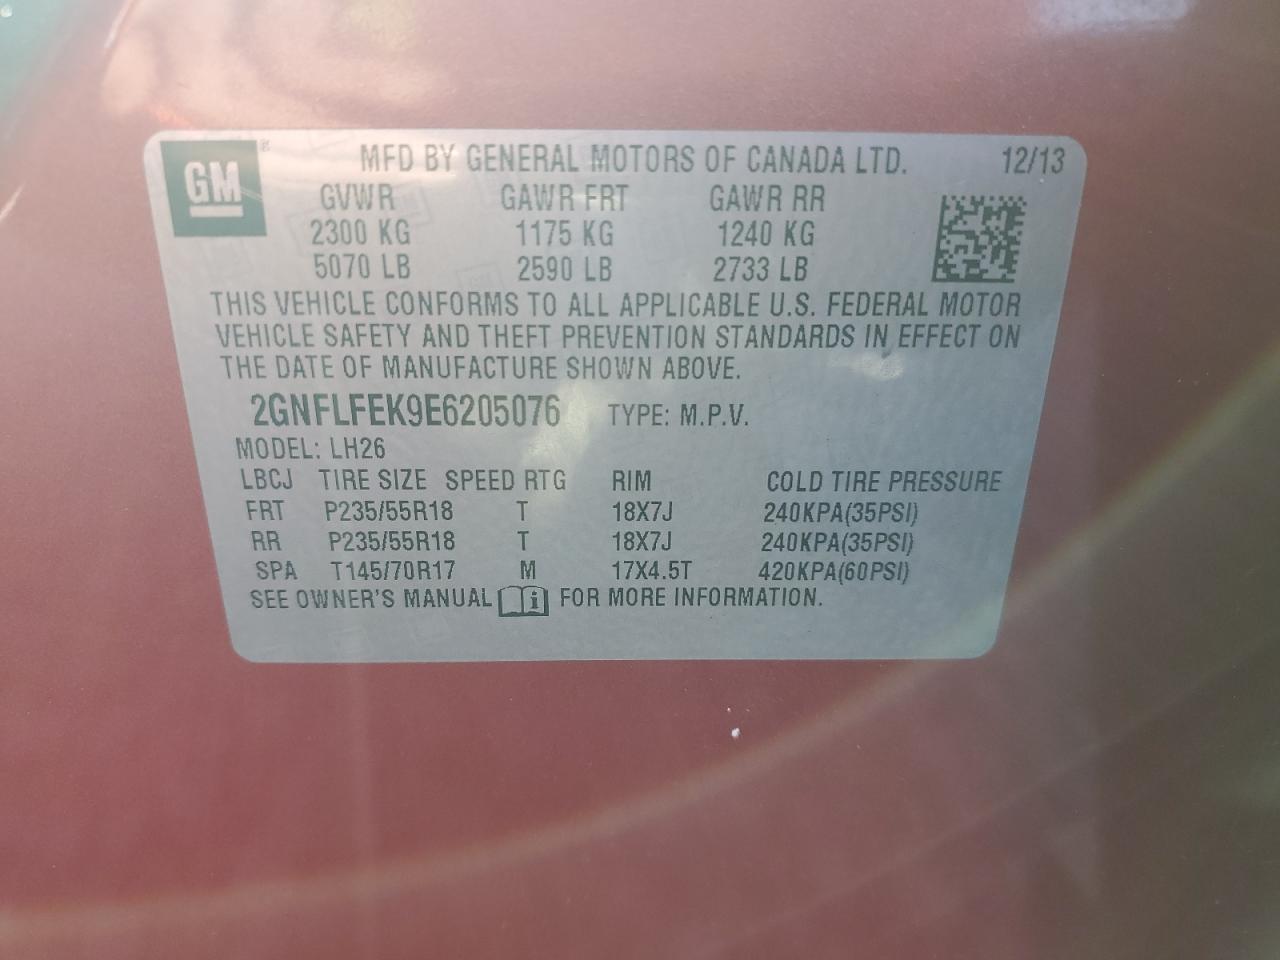 GM
MFD BY GENERAL MOTORS OF CANADA LTD. 12/13
GVWR GAWR FRT GAWR RR
2300 KG 1175 KG 1240 KG
5070 LB 2590 LB 2733 LB
THIS VEHICLE CONFORMS TO ALL APPLICABLE U.S. FEDERAL MOTOR
VEHICLE SAFETY AND THEFT PREVENTION STANDARDS IN EFFECT ON
THE DATE OF MANUFACTURE SHOWN ABOVE.
2GNFLFEK9E6205076 TYPE: M.P.V.
MODEL: LH26
LBCJ TIRE SIZE SPEED RTG RIM COLD TIRE PRESSURE
FRT P235/55R18 T 18X7J 240KPA(35PSI)
RR P235/55R18 T 18X7J 240KPA(35PSI)
SPA T145/70R17 M 17X4.5T 420KPA(60PSI)
SEE OWNER'S MANUAL i FOR MORE INFORMATION.